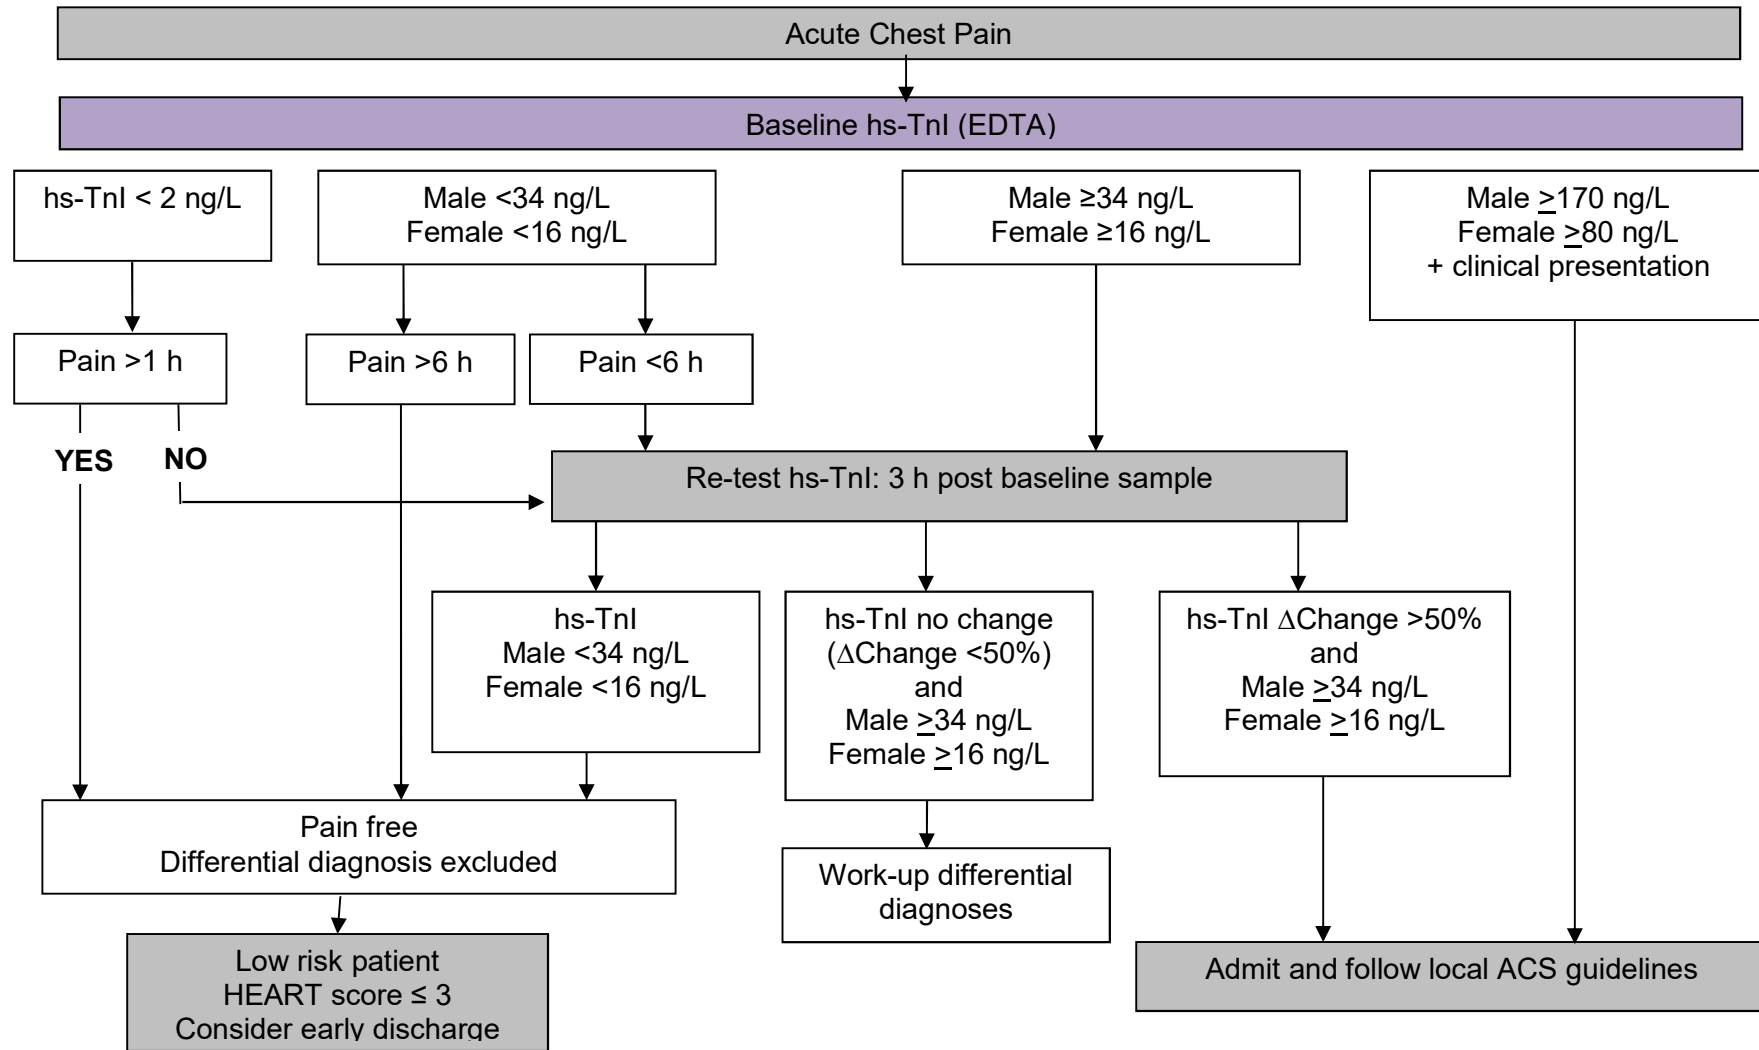 Acute Chest Pain
Baseline hs-TnI (EDTA)
hs-TnI < 2 ng/L
Male <34 ng/L
Female <16 ng/L
Male ≥34 ng/L
Female ≥16 ng/L
Male ≥170 ng/L
Female ≥80 ng/L
+ clinical presentation
Pain >1 h
Pain >6 h
Pain <6 h
YES
NO
Re-test hs-TnI: 3 h post baseline sample
hs-TnI
Male <34 ng/L
Female <16 ng/L
hs-TnI no change
(∆Change <50%)
and
Male ≥34 ng/L
Female ≥16 ng/L
hs-TnI ∆Change >50%
and
Male ≥34 ng/L
Female ≥16 ng/L
Pain free
Differential diagnosis excluded
Work-up differential
diagnoses
Low risk patient
HEART score ≤ 3
Consider early discharge
Admit and follow local ACS guidelines